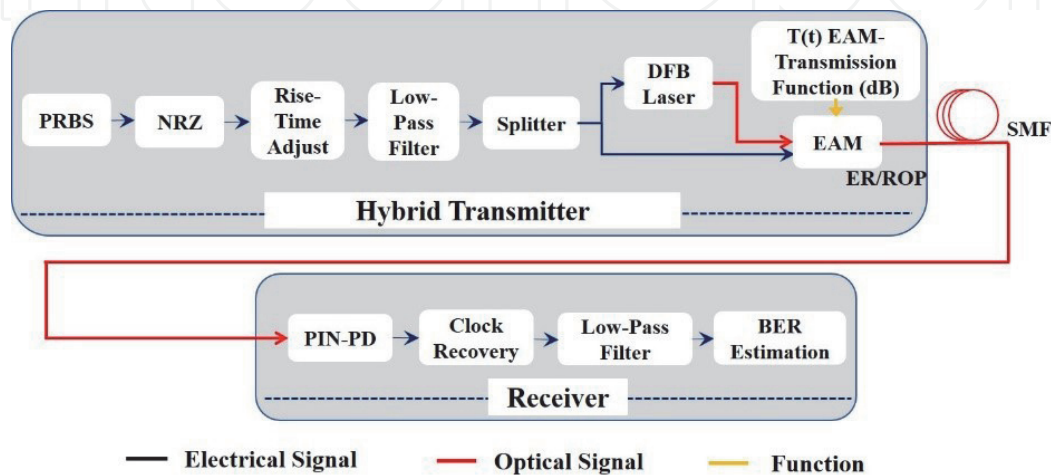 PRBS
NRZ
Rise-
Time
Adjust
Low-
Pass
Filter
Splitter
DFB
Laser
T(t) EAM-
Transmission
Function (dB)
EAM
ER/ROP
SMF
Hybrid Transmitter
PIN-PD
Clock
Recovery
Low-Pass
Filter
BER
Estimation
Receiver
Electrical Signal
Optical Signal
Function